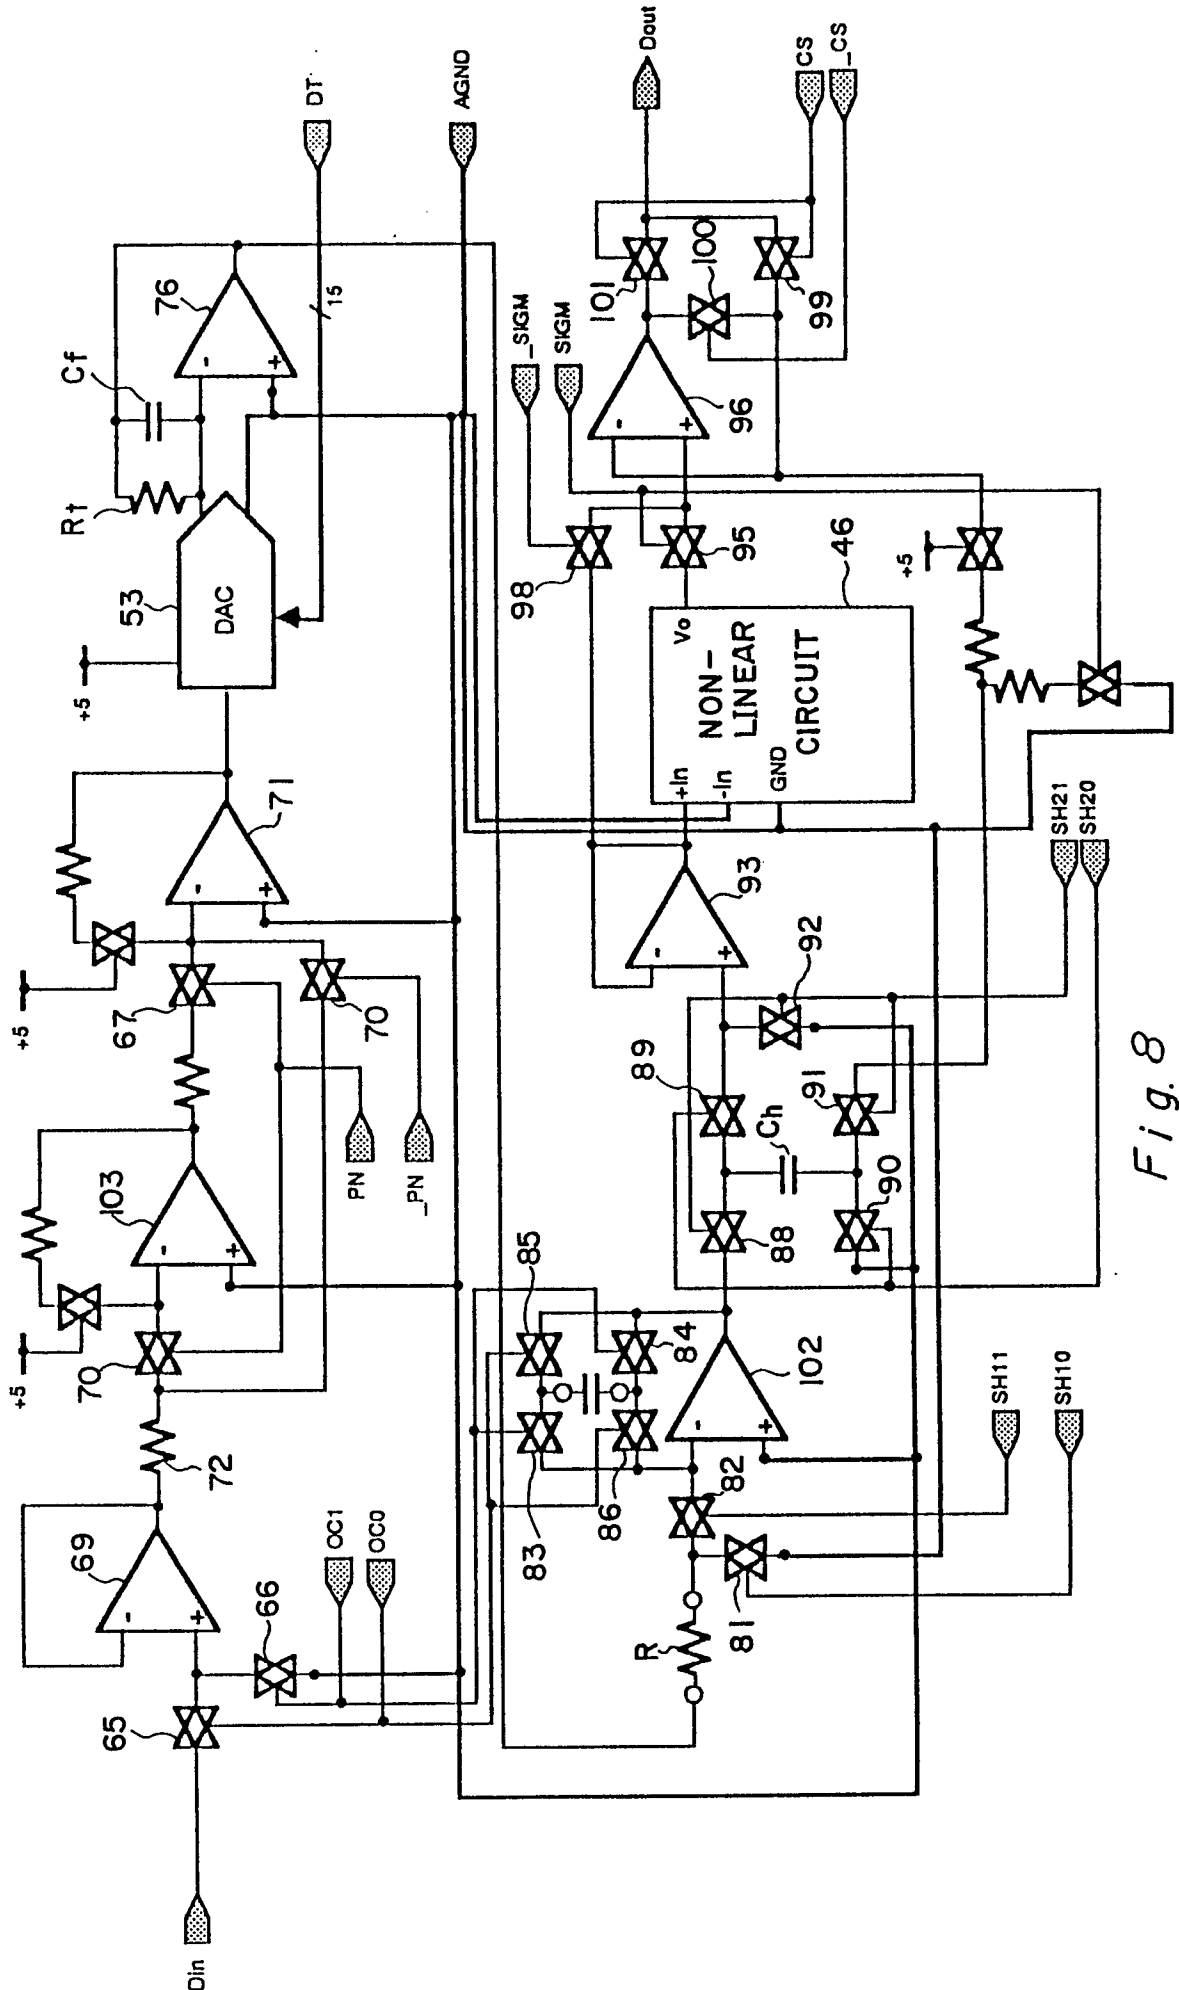 Din
65
66
69
72
OC1
OC0
+5
70
103
PN
_PN
67
70
+5
71
+5
53
DAC
Rt
Cf
76
DT
15
AGND
R
81
82
83
86
84
85
102
SH11
SH10
88
89
Ch
90
91
92
93
SH21
SH20
+In
-In
GND
NON-
LINEAR
CIRCUIT
Vo
46
98
95
+5
_SIGM
SIGM
96
101
100
99
Dout
CS
_CS
- + - + - + - + - + - + - +
Fig. 8